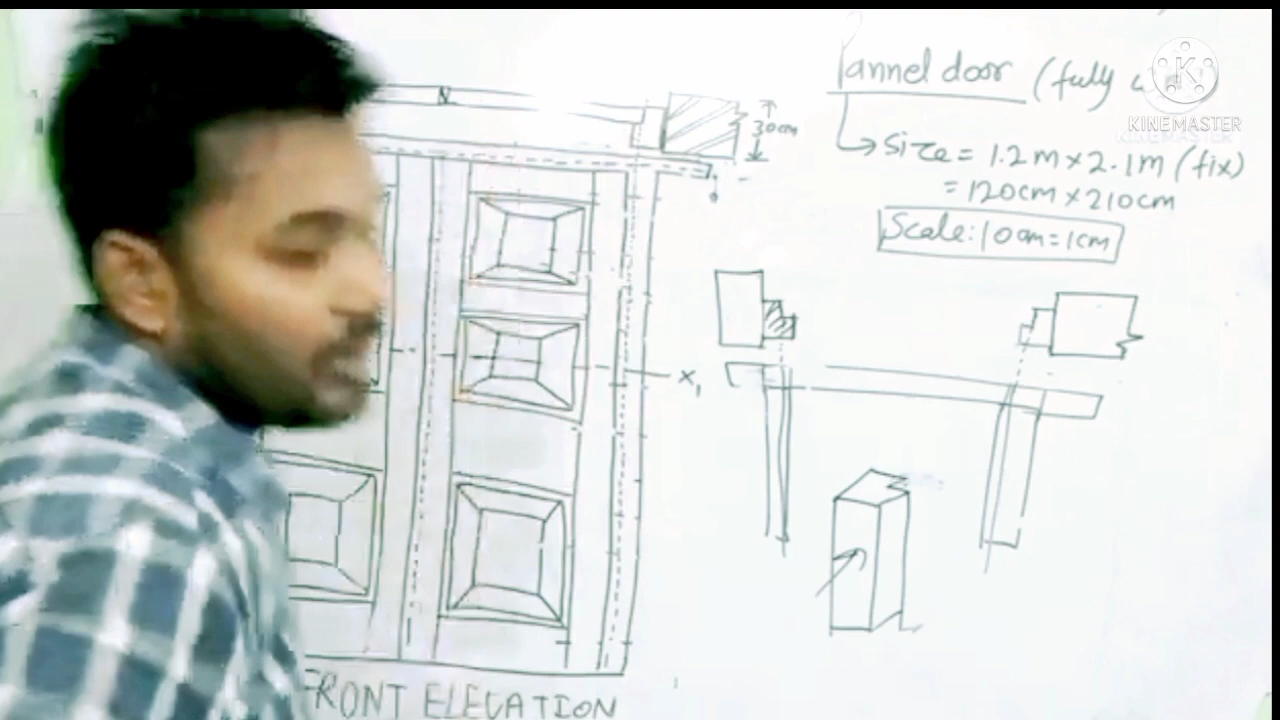 Pannel door (fully
K
KINEMASTER
Size = 1.2m x 2.1m (fix)
= 120cm x 210cm
Scale: 10cm = 1cm
30cm
X1
FRONT ELEVATION